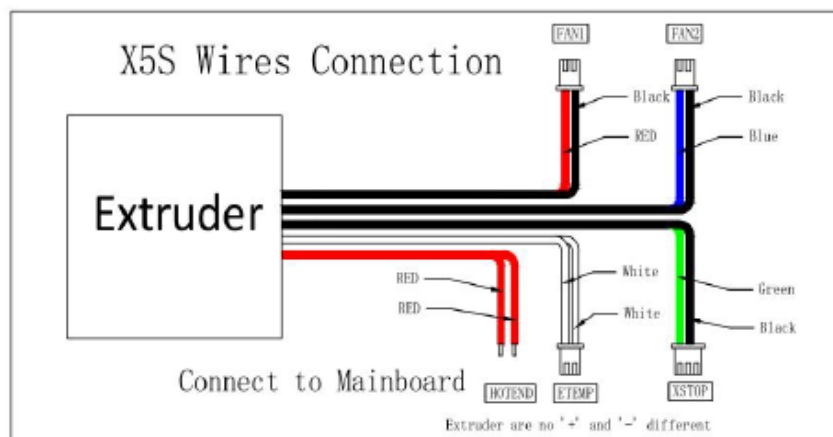 FAN1
FAN2
X5S Wires Connection
Black
Black
RED
Blue
Extruder
RED
White
Green
RED
White
Black
Connect to Mainboard
HOTEND
ETEMP
XSTOP
Extruder are no '+' and '-' different